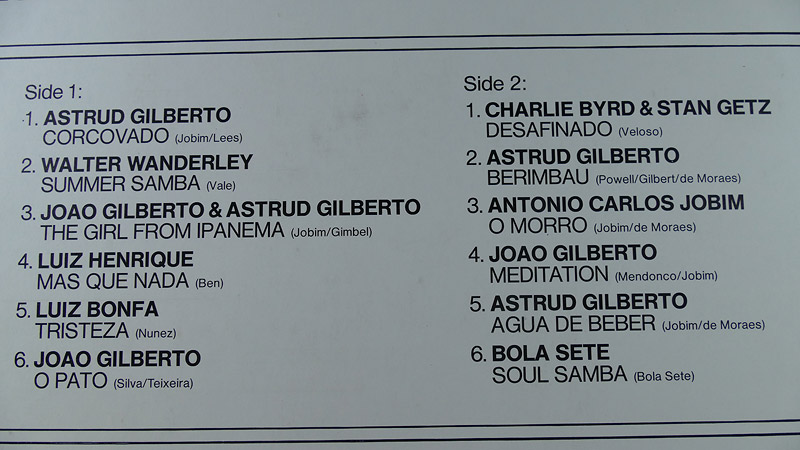 Side 1:
1. ASTRUD GILBERTO
CORCOVADO (Jobim/Lees)
2. WALTER WANDERLEY
SUMMER SAMBA (Vale)
3. JOAO GILBERTO & ASTRUD GILBERTO
THE GIRL FROM IPANEMA (Jobim/Gimbel)
4. LUIZ HENRIQUE
MAS QUE NADA (Ben)
5. LUIZ BONFA
TRISTEZA (Nunez)
6. JOAO GILBERTO
O PATO (Silva/Teixeira)
Side 2:
1. CHARLIE BYRD & STAN GETZ
DESAFINADO (Veloso)
2. ASTRUD GILBERTO
BERIMBAU (Powell/Gilbert/de Moraes)
3. ANTONIO CARLOS JOBIM
O MORRO (Jobim/de Moraes)
4. JOAO GILBERTO
MEDITATION (Mendonco/Jobim)
5. ASTRUD GILBERTO
AGUA DE BEBER (Jobim/de Moraes)
6. BOLA SETE
SOUL SAMBA (Bola Sete)